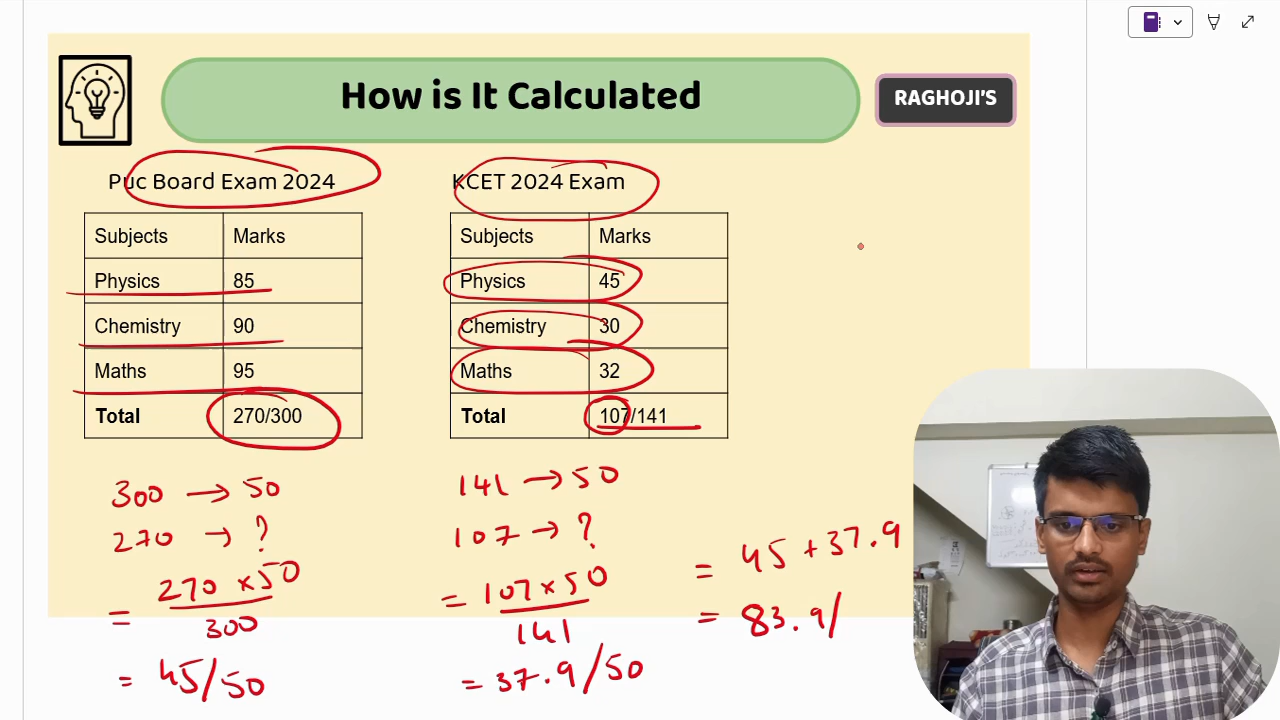 How is It Calculated
RAGHOJI'S
Puc Board Exam 2024
Subjects Marks
Physics 85
Chemistry 90
Maths 95
Total 270/300
300 → 50
270 → ?
= 270 × 50
300
= 45/50
KCET 2024 Exam
Subjects Marks
Physics 45
Chemistry 30
Maths 32
Total 107/141
141 → 50
107 → ?
= 107 × 50
141
= 37.9/50
= 45 + 37.9
= 83.9/